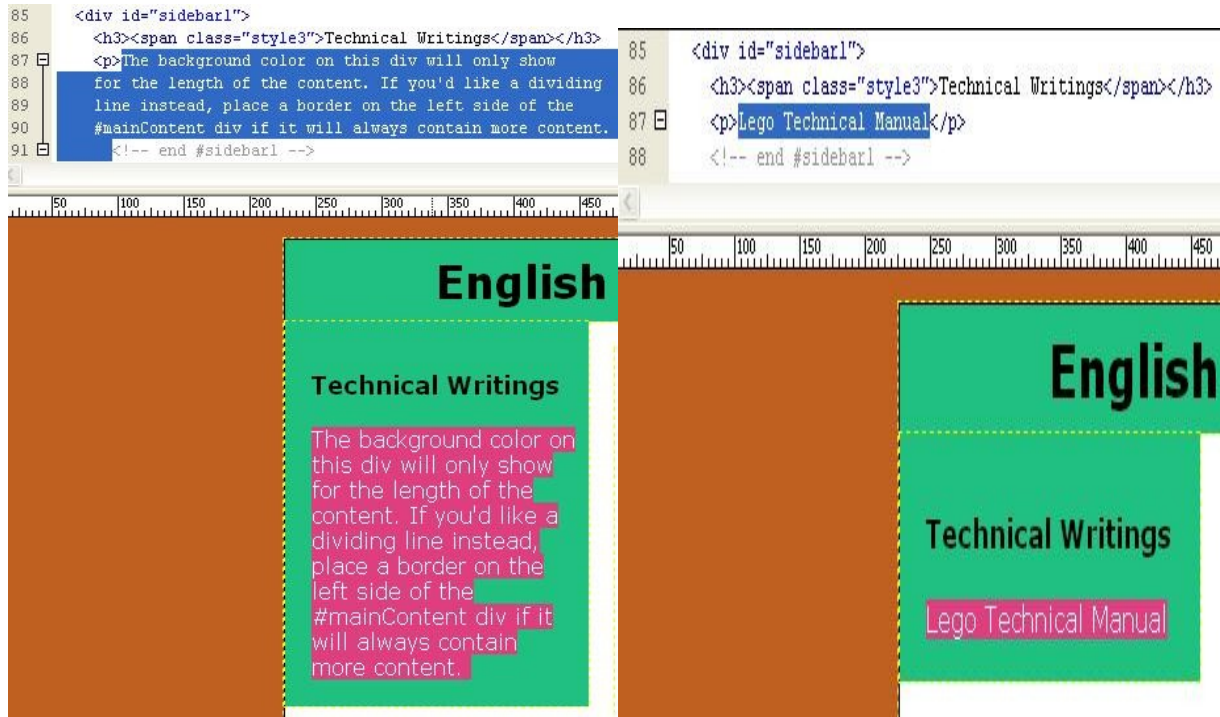 85 <div id="sidebar1">
86 <h3><span class="style3">Technical Writings</span></h3>
87 <p>The background color on this div will only show
88 for the length of the content. If you'd like a dividing
89 line instead, place a border on the left side of the
90 #mainContent div if it will always contain more content.
91 <!-- end #sidebar1 -->
50 100 150 200 250 300 350 400 450
English
Technical Writings
The background color on
this div will only show
for the length of the
content. If you'd like a
dividing line instead,
place a border on the
left side of the
#mainContent div if it
will always contain
more content.
85 <div id="sidebar1">
86 <h3><span class="style3">Technical Writings</span></h3>
87 <p>Lego Technical Manual</p>
88 <!-- end #sidebar1 -->
50 100 150 200 250 300 350 400 450
English
Technical Writings
Lego Technical Manual